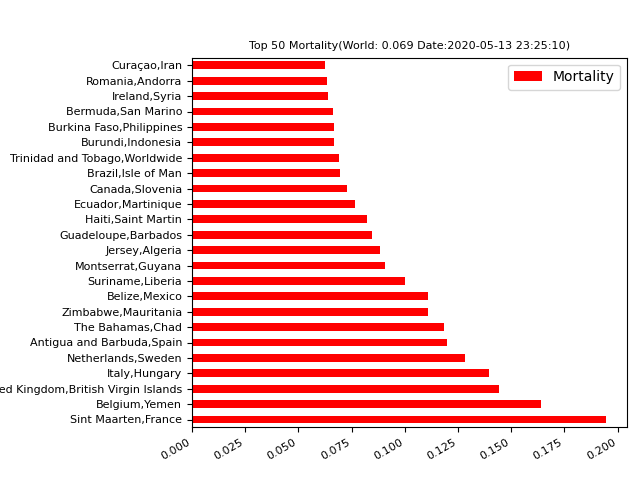 Top 50 Mortality(World: 0.069 Date:2020-05-13 23:25:10)
Mortality
Curaçao,Iran
Romania,Andorra
Ireland,Syria
Bermuda,San Marino
Burkina Faso,Philippines
Burundi,Indonesia
Trinidad and Tobago,Worldwide
Brazil,Isle of Man
Canada,Slovenia
Ecuador,Martinique
Haiti,Saint Martin
Guadeloupe,Barbados
Jersey,Algeria
Montserrat,Guyana
Suriname,Liberia
Belize,Mexico
Zimbabwe,Mauritania
The Bahamas,Chad
Antigua and Barbuda,Spain
Netherlands,Sweden
Italy,Hungary
ed Kingdom,British Virgin Islands
Belgium,Yemen
Sint Maarten,France
0.000 0.025 0.050 0.075 0.100 0.125 0.150 0.175 0.200